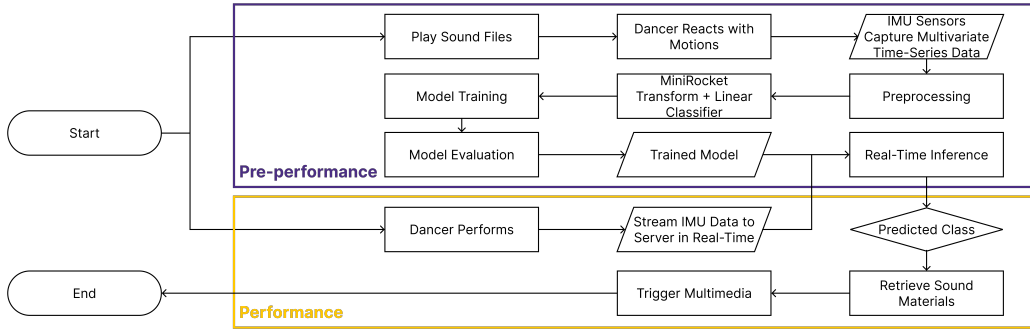 Start
Play Sound Files
Dancer Reacts with
Motions
IMU Sensors
Capture Multivariate
Time-Series Data
Model Training
MiniRocket
Transform + Linear
Classifier
Preprocessing
Model Evaluation
Trained Model
Real-Time Inference
Pre-performance
Dancer Performs
Stream IMU Data to
Server in Real-Time
Predicted Class
End
Trigger Multimedia
Retrieve Sound
Materials
Performance